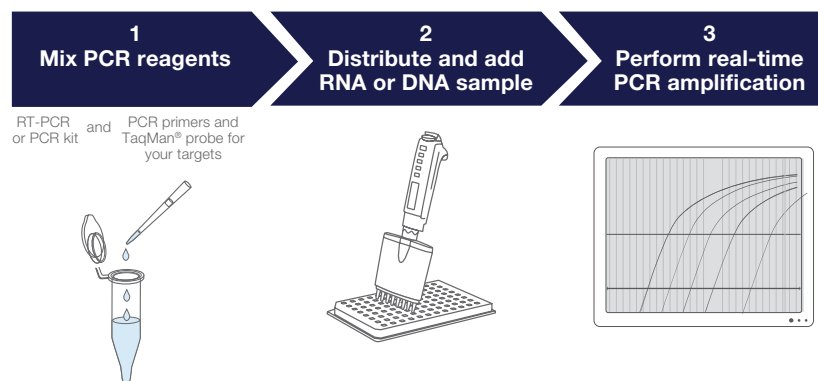 1
Mix PCR reagents
2
Distribute and add
RNA or DNA sample
3
Perform real-time
PCR amplification
RT-PCR
or PCR kit
and
PCR primers and
TaqMan® probe for
your targets